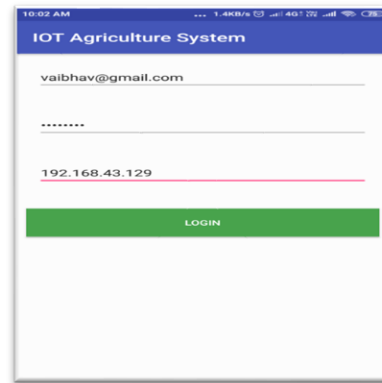 10:02 AM ... 1.4KB/s 4G
IOT Agriculture System
vaibhav@gmail.com
........
192.168.43.129
LOGIN